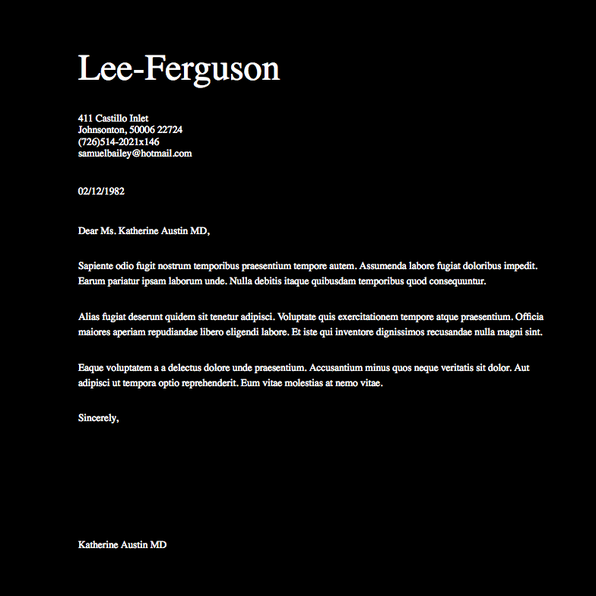 Lee-Ferguson
411 Castillo Inlet
Johnsonton, 50006 22724
(726)514-2021x146
samuelbailey@hotmail.com
02/12/1982
Dear Ms. Katherine Austin MD,
Sapiente odio fugit nostrum temporibus praesentium tempore autem. Assumenda labore fugiat doloribus impedit.
Earum pariatur ipsam laborum unde. Nulla debitis itaque quibusdam temporibus quod consequuntur.
Alias fugiat deserunt quidem sit tenetur adipisci. Voluptate quis exercitationem tempore atque praesentium. Officia
maiores aperiam repudiandae libero eligendi labore. Et iste qui inventore dignissimos recusandae nulla magni sint.
Eaque voluptatem a a delectus dolore unde praesentium. Accusantium minus quos neque veritatis sit dolor. Aut
adipisci ut tempora optio reprehenderit. Eum vitae molestias at nemo vitae.
Sincerely,
Katherine Austin MD